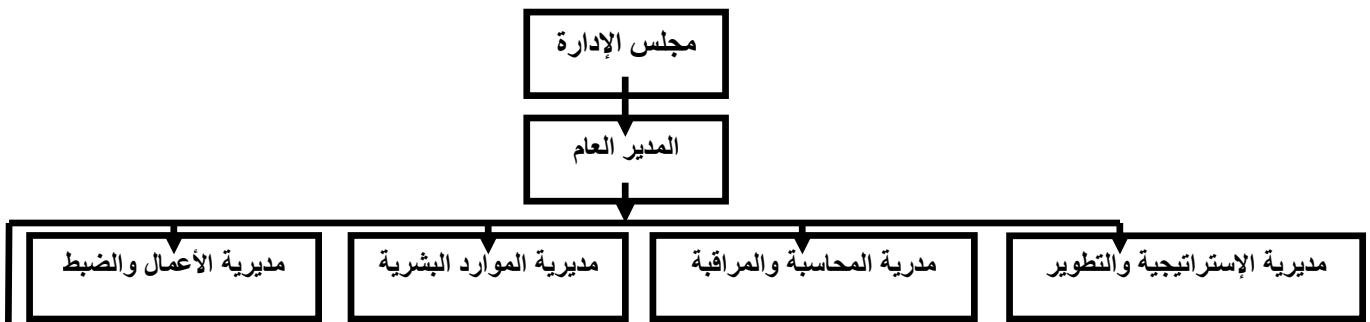 مجلس الإدارة
المدير العام
مديرية الإستراتيجية والتطوير
مدرية المحاسبة والمراقبة
مديرية الموارد البشرية
مديرية الأعمال والضبط